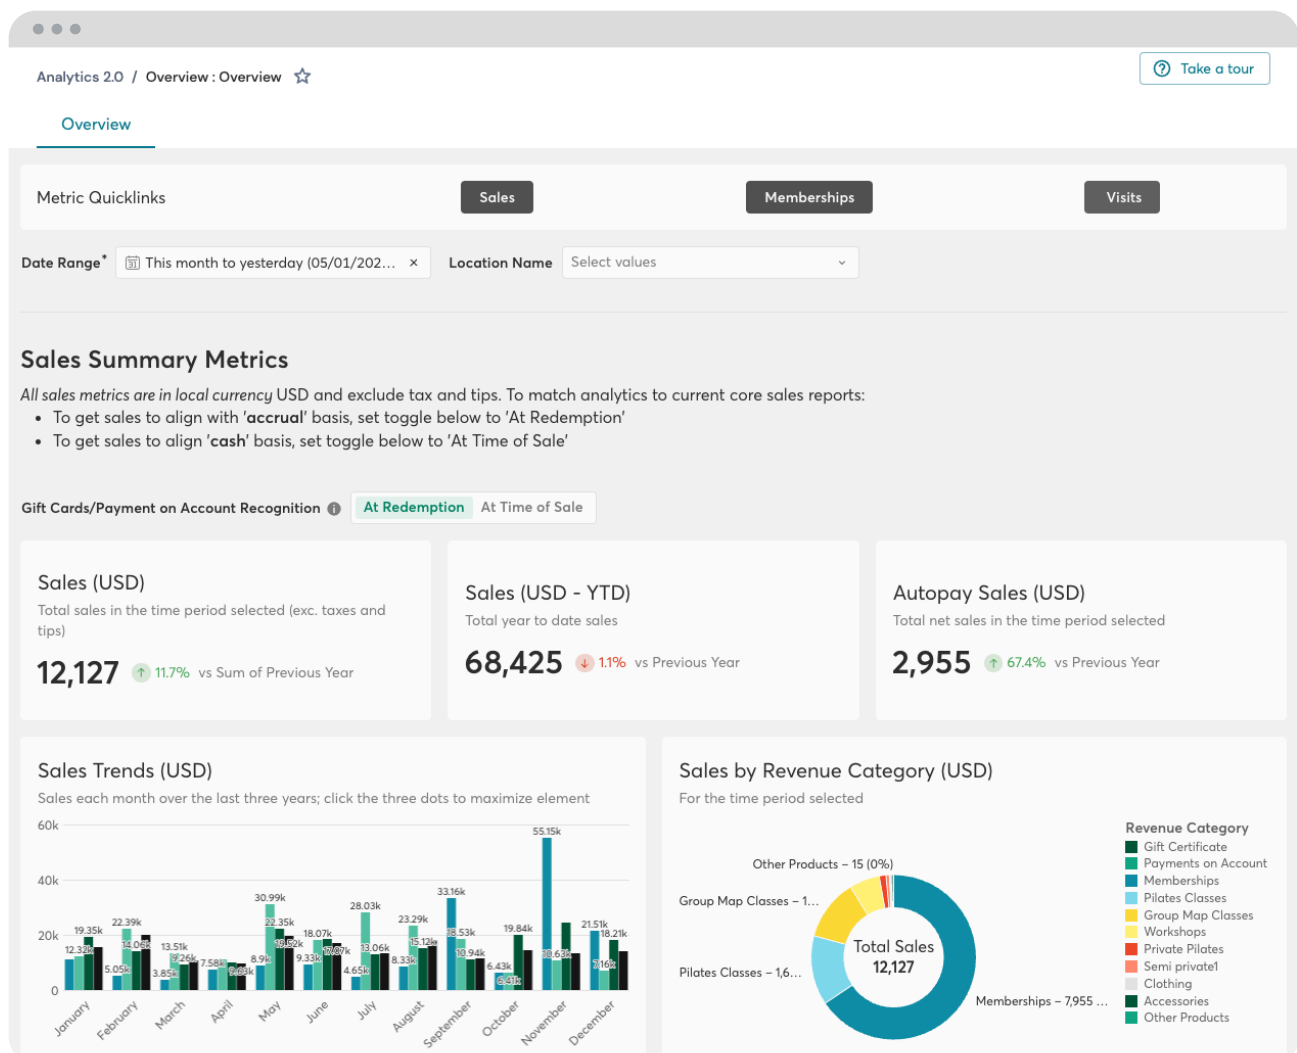 Analytics 2.0 / Overview : Overview
Take a tour
Overview
Metric Quicklinks
Sales
Memberships
Visits
Date Range*
This month to yesterday (05/01/202...
Location Name
Select values
Sales Summary Metrics
All sales metrics are in local currency USD and exclude tax and tips. To match analytics to current core sales reports:
• To get sales to align with 'accrual' basis, set toggle below to 'At Redemption'
• To get sales to align 'cash' basis, set toggle below to 'At Time of Sale'
Gift Cards/Payment on Account Recognition
At Redemption
At Time of Sale
Sales (USD)
Total sales in the time period selected (exc. taxes and
tips)
12,127 ↑ 11.7% vs Sum of Previous Year
Sales (USD - YTD)
Total year to date sales
68,425 ↓ 1.1% vs Previous Year
Autopay Sales (USD)
Total net sales in the time period selected
2,955 ↑ 67.4% vs Previous Year
Sales Trends (USD)
Sales each month over the last three years; click the three dots to maximize element
60k
40k
20k
0
12.32k
19.35k
5.05k
22.39k
14.06k
3.85k
13.51k
9.26k
7.58k
8.9k
30.99k
22.35k
9.33k
18.07k
4.65k
28.03k
13.06k
8.33k
23.29k
15.12k
33.16k
18.53k
10.94k
6.43k
19.84k
55.15k
10.63k
21.51k
7.16k
18.21k
January
February
March
April
May
June
July
August
September
October
November
December
Sales by Revenue Category (USD)
For the time period selected
Other Products – 15 (0%)
Group Map Classes – 1...
Pilates Classes – 1,6...
Memberships – 7,955 ...
Total Sales
12,127
Revenue Category
Gift Certificate
Payments on Account
Memberships
Pilates Classes
Group Map Classes
Workshops
Private Pilates
Semi private1
Clothing
Accessories
Other Products